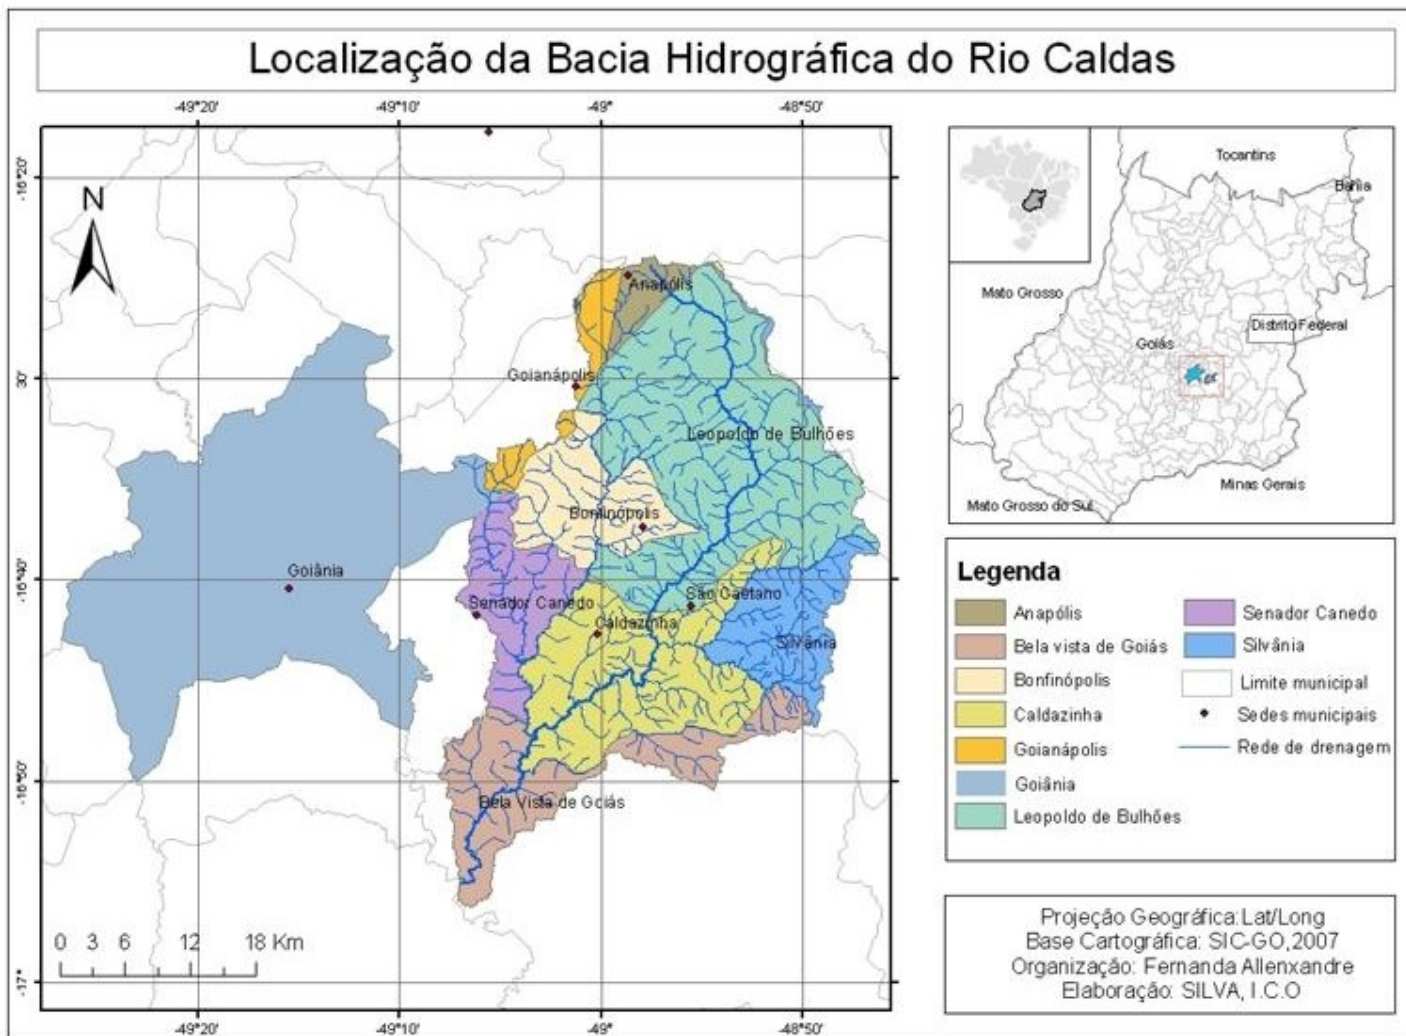 Localização da Bacia Hidrográfica do Rio Caldas
-49°20' -49°10' -49° -48°50'
-16°20'
N
Anapólis
30
Goianápolis
Leopoldo de Bulhões
Bonfinópolis
-16°40'
Goiânia
São Caetano
Senador Canedo
Caldazinha
Silvânia
-16°50'
Bela Vista de Goiás
0 3 6 12 18 Km
-17°
-49°20' -49°10' -49° -48°50'
Tocantins
Bahia
Mato Grosso
Distrito Federal
Goiás
Minas Gerais
Mato Grosso do Sul
Legenda
Anapólis
Bela vista de Goiás
Bonfinópolis
Caldazinha
Goianápolis
Goiânia
Leopoldo de Bulhões
Senador Canedo
Silvânia
Limite municipal
Sedes municipais
Rede de drenagem
Projeção Geográfica:Lat/Long
Base Cartográfica: SIC-GO,2007
Organização: Fernanda Allenxandre
Elaboração: SILVA, I.C.O